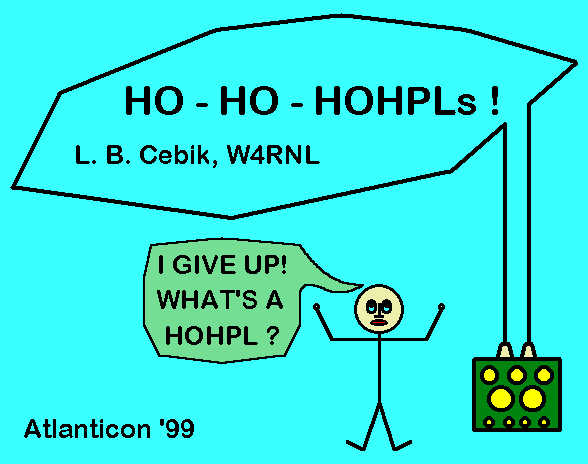 HO - HO - HOHPLs !
L. B. Cebik, W4RNL
I GIVE UP!
WHAT'S A
HOHPL ?
Atlanticon '99